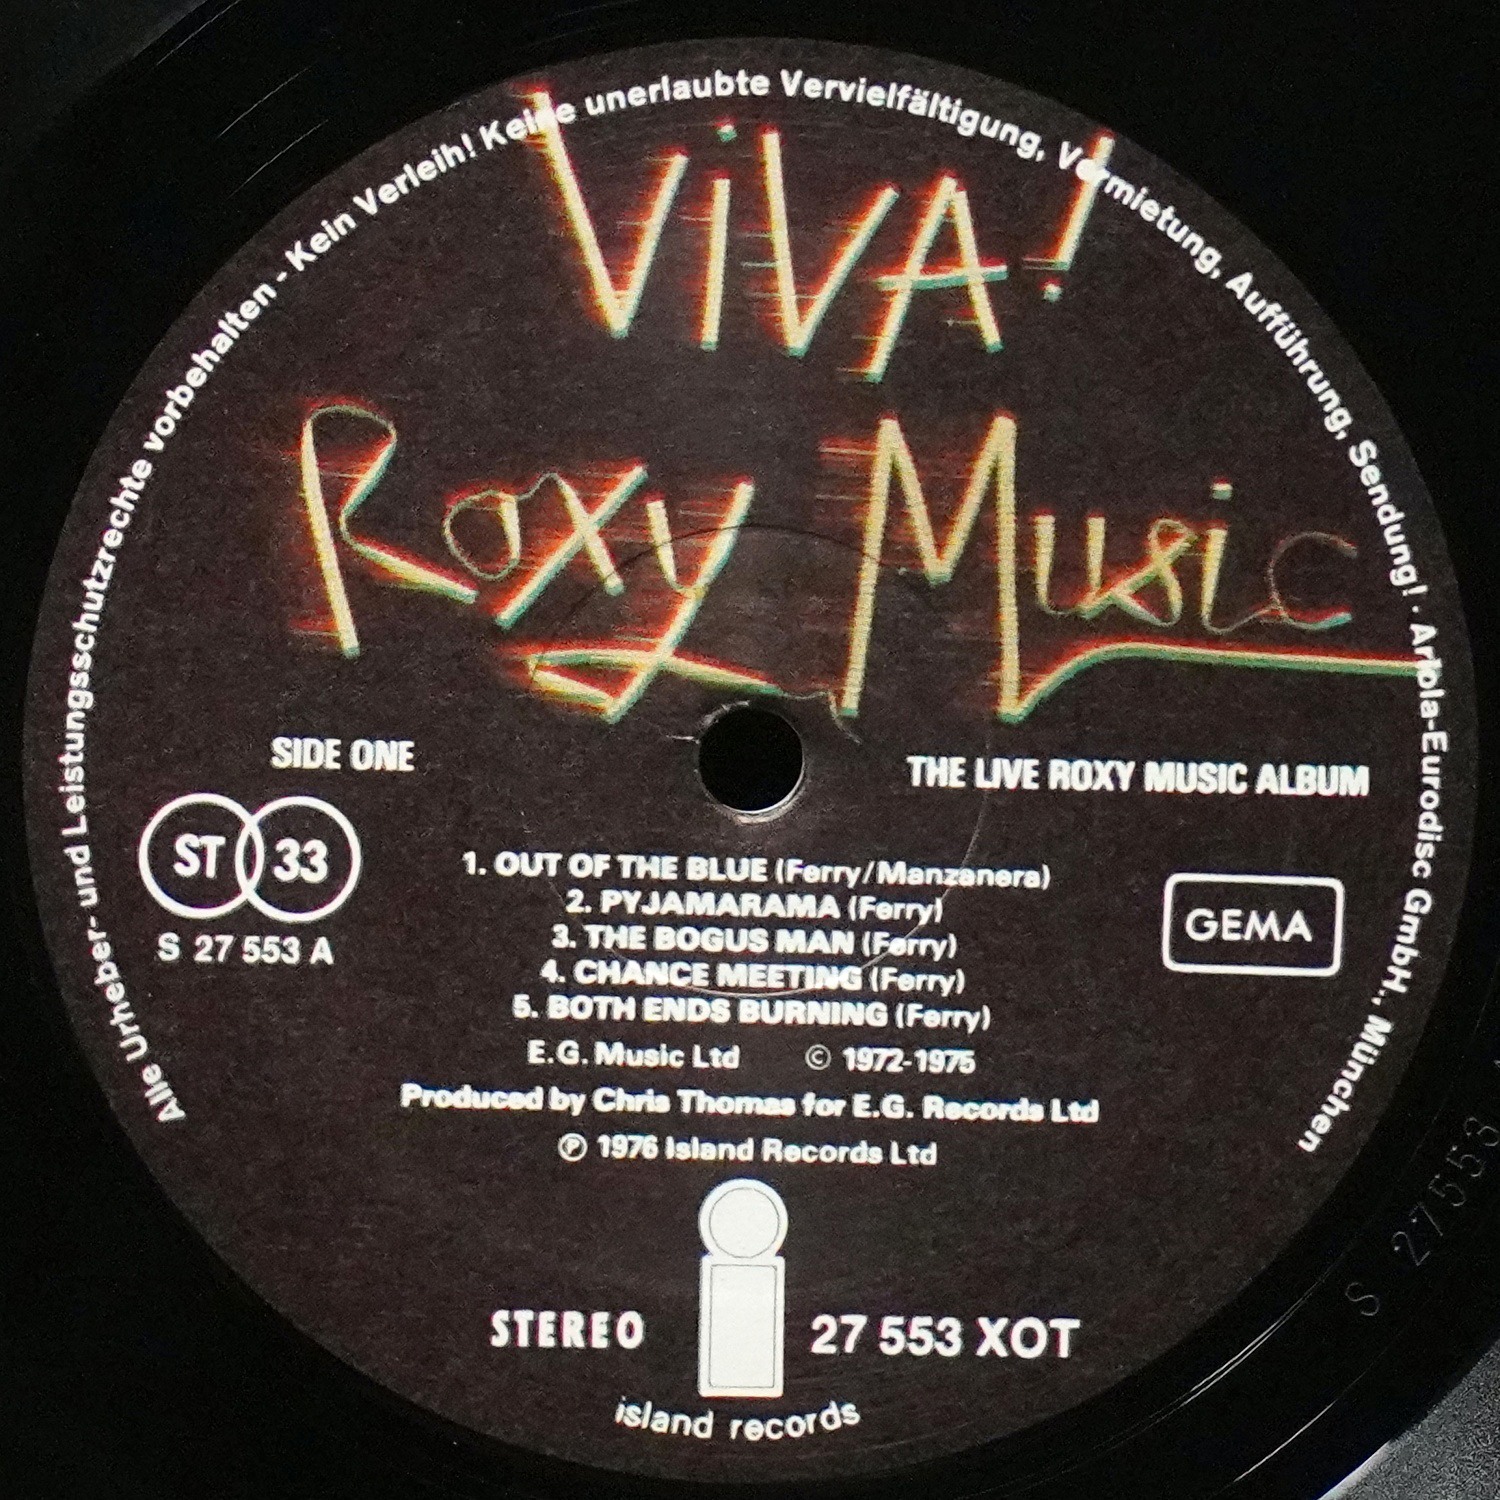 Alle Urheber- und Leistungsschutzrechte vorbehalten - Kein Verleih! Keine unerlaubte Vervielfältigung, Vermietung, Aufführung, Sendung! · Ariola-Eurodisc GmbH., München
ViVA!
Roxy Music
SIDE ONE
THE LIVE ROXY MUSIC ALBUM
ST 33
S 27 553 A
GEMA
1. OUT OF THE BLUE (Ferry/Manzanera)
2. PYJAMARAMA (Ferry)
3. THE BOGUS MAN (Ferry)
4. CHANCE MEETING (Ferry)
5. BOTH ENDS BURNING (Ferry)
E.G. Music Ltd © 1972-1975
Produced by Chris Thomas for E.G. Records Ltd
℗ 1976 Island Records Ltd
STEREO
27 553 XOT
island records
S 27553